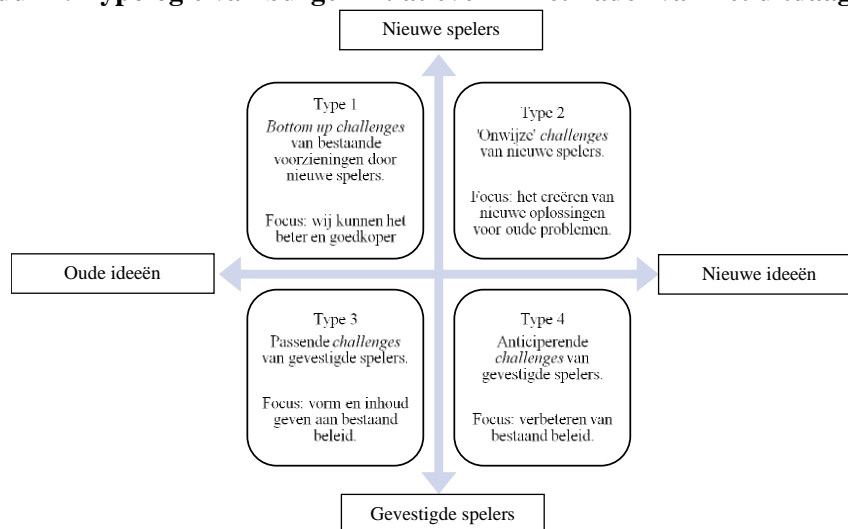 Nieuwe spelers
Type 1
Bottom up challenges
van bestaande
voorzieningen door
nieuwe spelers.
Focus: wij kunnen het
beter en goedkoper
Type 2
'Onwijze' challenges
van nieuwe spelers.
Focus: het creëren van
nieuwe oplossingen
voor oude problemen.
Oude ideeën
Nieuwe ideeën
Type 3
Passende challenges
van gevestigde spelers.
Focus: vorm en inhoud
geven aan bestaand
beleid.
Type 4
Anticiperende
challenges van
gevestigde spelers.
Focus: verbeteren van
bestaand beleid.
Gevestigde spelers